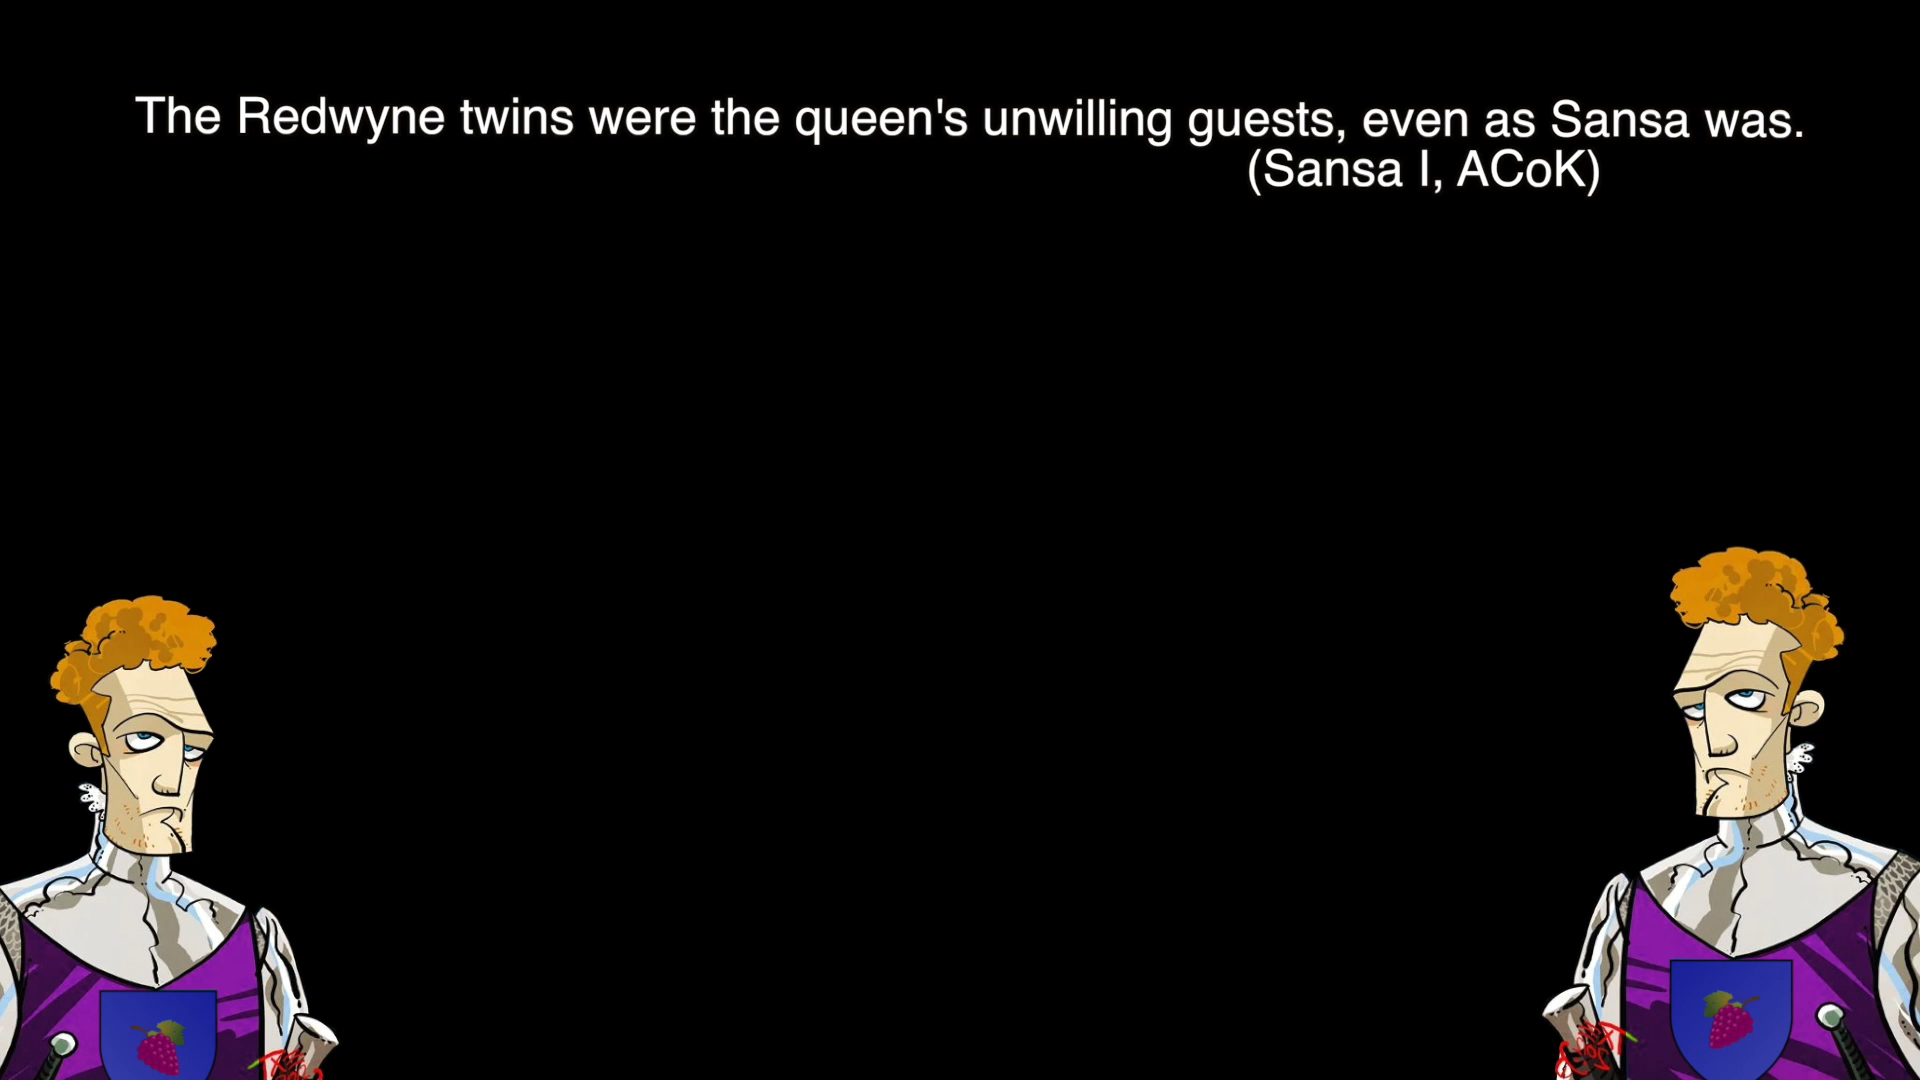 The Redwyne twins were the queen's unwilling guests, even as Sansa was.
(Sansa I, ACoK)